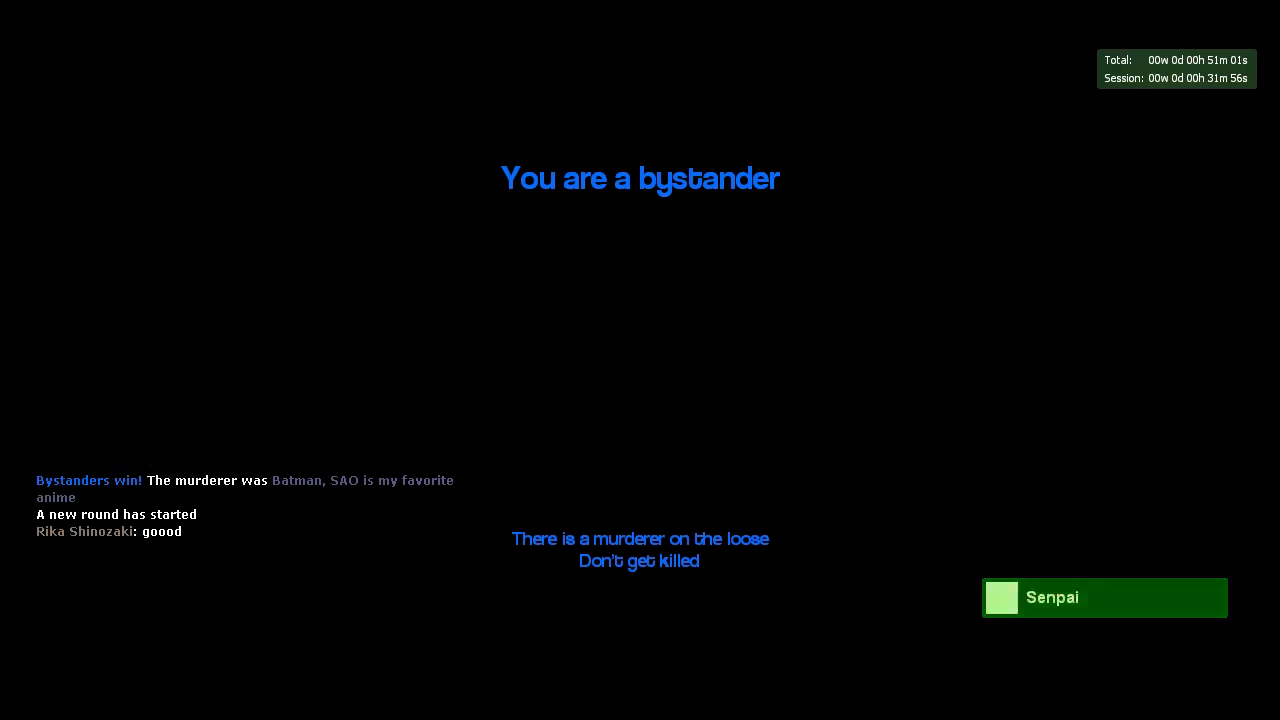 Total: 00w 0d 00h 51m 01s
Session: 00w 0d 00h 31m 56s
You are a bystander
Bystanders win! The murderer was Batman, SAO is my favorite
anime
A new round has started
Rika Shinozaki: goood
There is a murderer on the loose
Don't get killed
Senpai